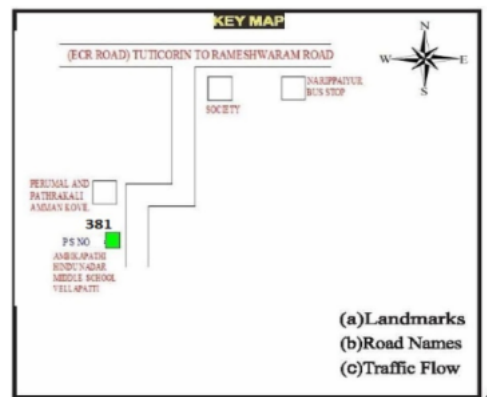 KEY MAP
N
W E
S
(ECR ROAD) TUTICORIN TO RAMESHWARAM ROAD
NARIPPAIYUR
BUS STOP
SOCIETY
PERUMAL AND
PATHRAKALI
AMMAN KOVIL
381
PS NO
AMBIKAPATHI
HINDU NADAR
MIDDLE SCHOOL
VELLAPATTI
(a)Landmarks
(b)Road Names
(c)Traffic Flow